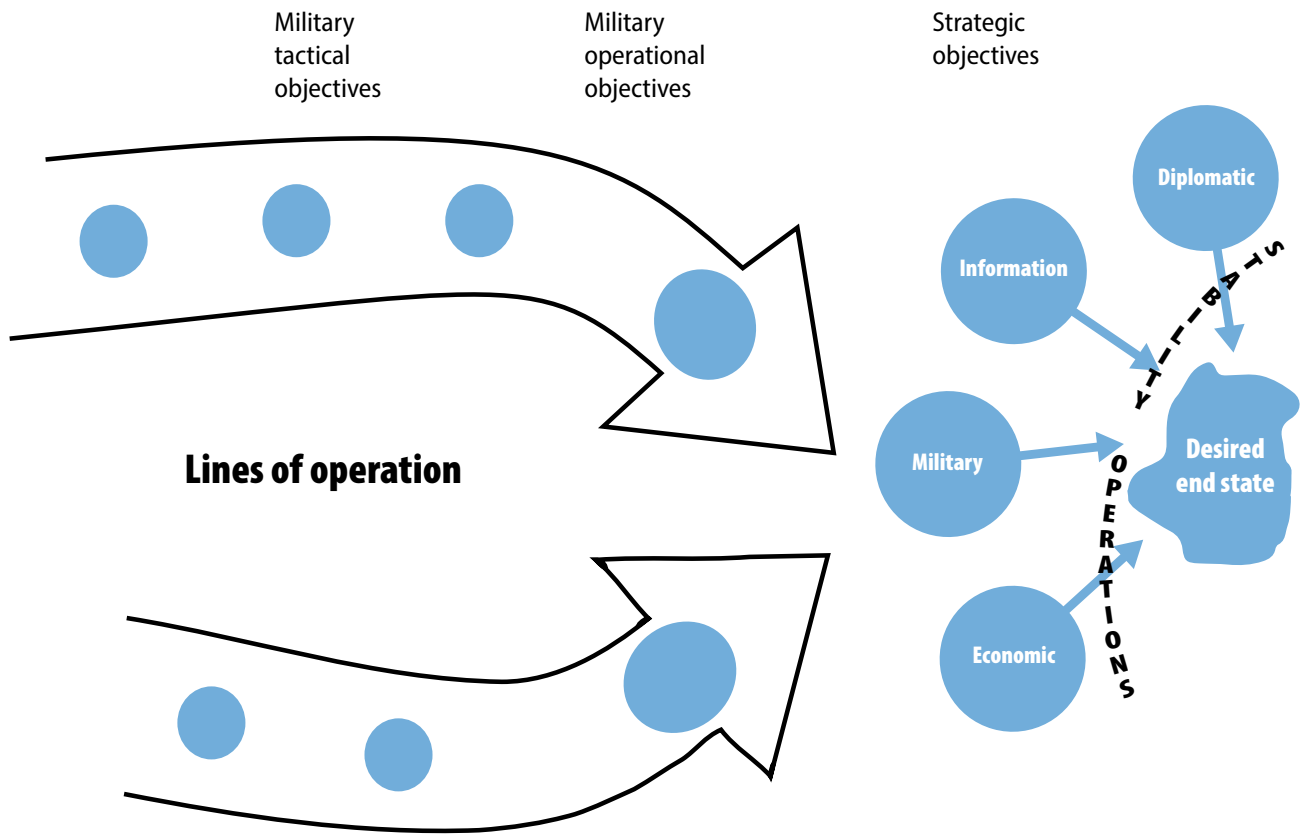 Military
tactical
objectives
Military
operational
objectives
Strategic
objectives
Diplomatic
Information
STABILITY
Military
OPERATIONS
Desired
end state
Lines of operation
Economic